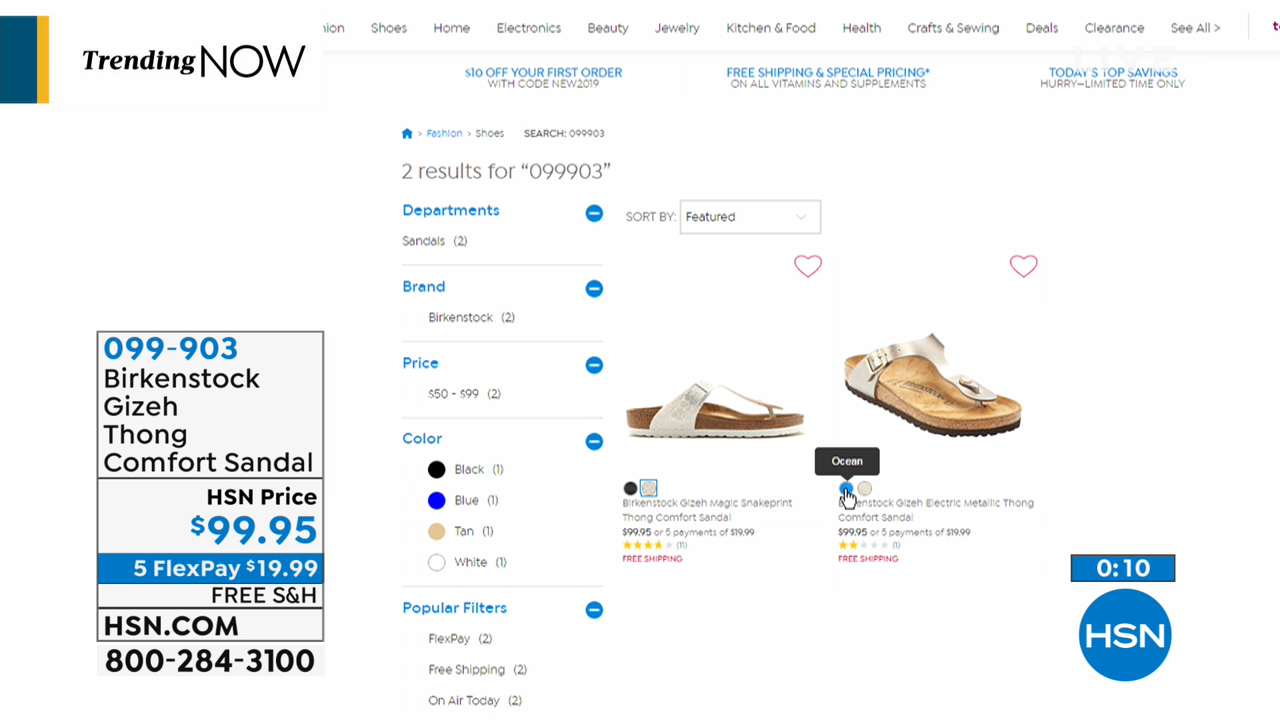 Trending NOW
Shoes Home Electronics Beauty Jewelry Kitchen & Food Health Crafts & Sewing Deals Clearance See All >
LIVE
$10 OFF YOUR FIRST ORDER
WITH CODE NEW2019
FREE SHIPPING & SPECIAL PRICING*
ON ALL VITAMINS AND SUPPLEMENTS
TODAY'S TOP SAVINGS
HURRY—LIMITED TIME ONLY
> Fashion > Shoes SEARCH: 099903
2 results for “099903”
Departments
Sandals (2)
Brand
Birkenstock (2)
Price
$50 - $99 (2)
Color
Black (1)
Blue (1)
Tan (1)
White (1)
Popular Filters
FlexPay (2)
Free Shipping (2)
On Air Today (2)
SORT BY: Featured
Birkenstock Gizeh Magic Snakeprint
Thong Comfort Sandal
$99.95 or 5 payments of $19.99
(11)
FREE SHIPPING
Ocean
Gizeh Electric Metallic Thong
Comfort Sandal
$99.95 or 5 payments of $19.99
(1)
FREE SHIPPING
099-903
Birkenstock
Gizeh
Thong
Comfort Sandal
HSN Price
$99.95
5 FlexPay $19.99
FREE S&H
HSN.COM
800-284-3100
0:10
HSN